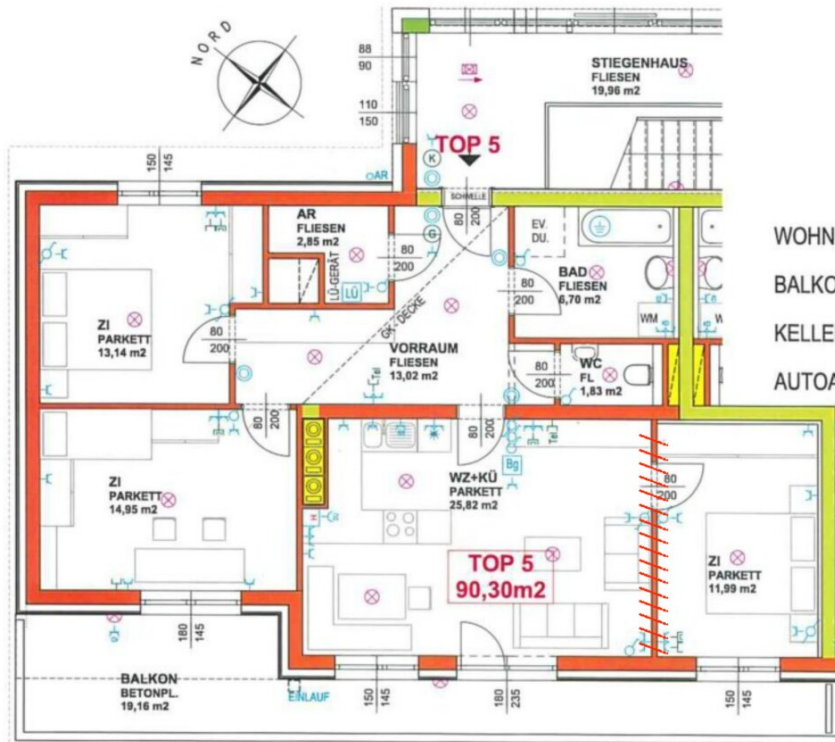 NORD
88
90
110
150
STIEGENHAUS
FLIESEN
19,96 m2
TOP 5
K
SCHWELLE
80
200
G
150
145
AR
AR
FLIESEN
2,85 m2
LÜ-GERÄT
LÜ
80
200
EV.
DU.
BAD
FLIESEN
6,70 m2
80
200
WM
W
WOHN
BALKO
KELLE
AUTOA
ZI
PARKETT
13,14 m2
80
200
GK - DECKE
VORRAUM
FLIESEN
13,02 m2
Tel
80
200
WC
FL
1,83 m2
80
200
80
200
Tel
Bg
ZI
PARKETT
14,95 m2
WZ+KÜ
PARKETT
25,82 m2
H
80
200
TOP 5
90,30m2
ZI
PARKETT
11,99 m2
180
145
BALKON
BETONPL.
19,16 m2
EINLAUF
150
145
180
235
150
145